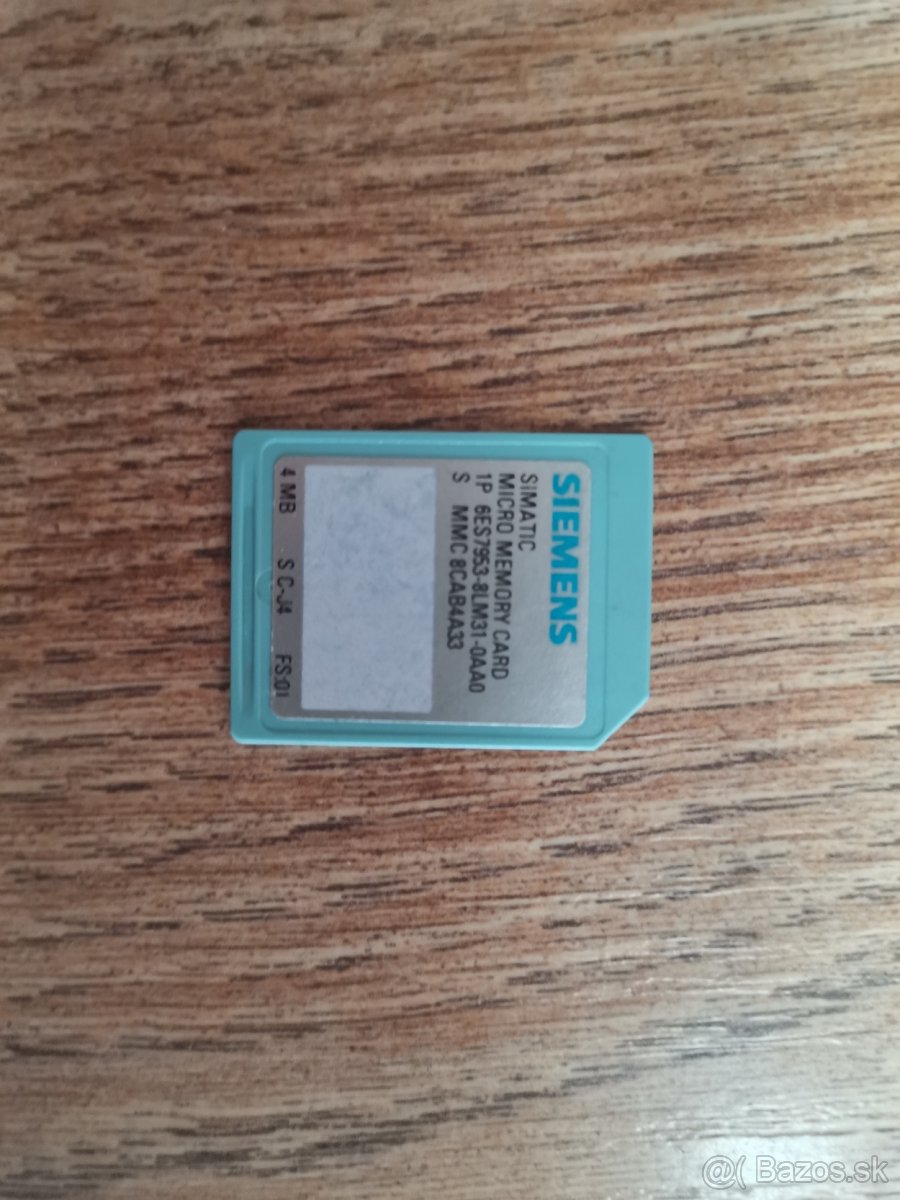 SIEMENS
SIMATIC
MICRO MEMORY CARD
1P 6ES7953-8LM31-0AA0
S MMC 8CAB4A33
4 MB S C-J4 FS:01
@( Bazos.sk